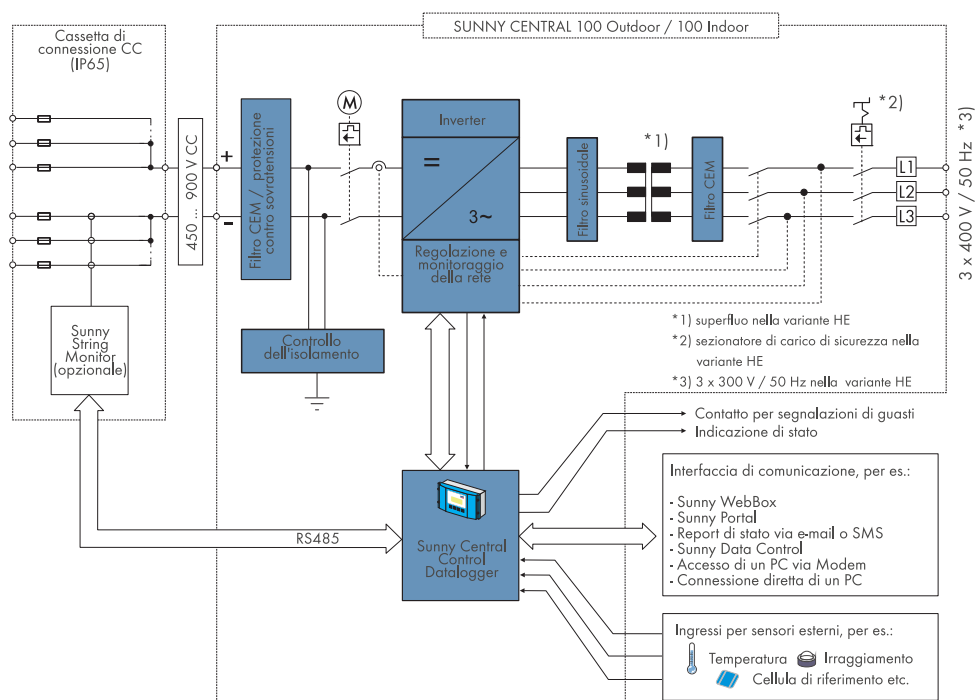 SUNNY CENTRAL 100 Outdoor / 100 Indoor
Cassetta di
connessione CC
(IP65)
450 ... 900 V CC
+
-
Filtro CEM / protezione
contro sovratensioni
M
Inverter
=
3~
Regolazione e
monitoraggio
della rete
Filtro sinusoidale
*1)
Filtro CEM
*2)
L1
L2
L3
3 x 400 V / 50 Hz *3)
Controllo
dell'isolamento
Sunny
String
Monitor
(opzionale)
*1) superfluo nella variante HE
*2) sezionatore di carico di sicurezza nella
variante HE
*3) 3 x 300 V / 50 Hz nella variante HE
Contatto per segnalazioni di guasti
Indicazione di stato
RS485
Sunny Central
Control
Datalogger
Interfaccia di comunicazione, per es.:
- Sunny WebBox
- Sunny Portal
- Report di stato via e-mail o SMS
- Sunny Data Control
- Accesso di un PC via Modem
- Connessione diretta di un PC
Ingressi per sensori esterni, per es.:
Temperatura Irraggiamento
Cellula di riferimento etc.